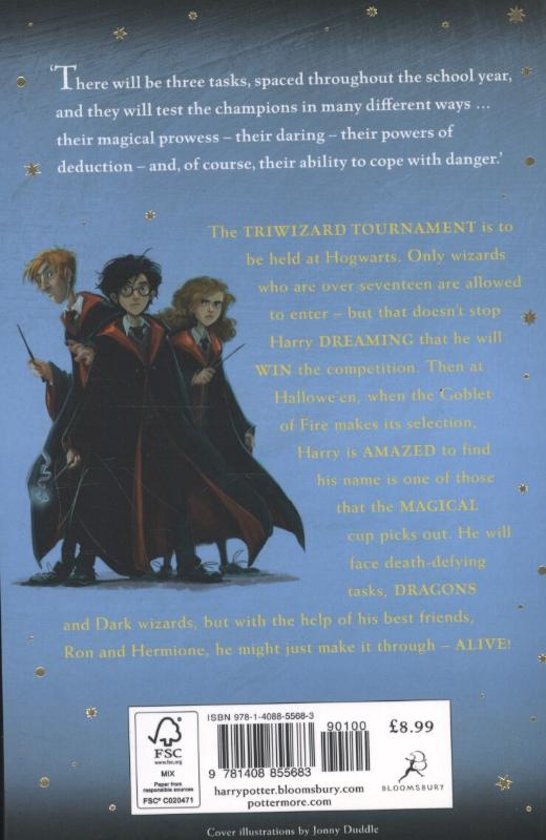 ‘There will be three tasks, spaced throughout the school year,
and they will test the champions in many different ways ...
their magical prowess – their daring – their powers of
deduction – and, of course, their ability to cope with danger.’
The TRIWIZARD TOURNAMENT is to
be held at Hogwarts. Only wizards
who are over seventeen are allowed
to enter – but that doesn't stop
Harry DREAMING that he will
WIN the competition. Then at
Hallowe'en, when the Goblet
of Fire makes its selection,
Harry is AMAZED to find
his name is one of those
that the MAGICAL
cup picks out. He will
face death-defying
tasks, DRAGONS
and Dark wizards, but with the help of his best friends,
Ron and Hermione, he might just make it through – ALIVE!
FSC
www.fsc.org
MIX
Paper from
responsible sources
FSC® C020471
ISBN 978-1-4088-5568-3
90100
9 781408 855683
harrypotter.bloomsbury.com
pottermore.com
£8.99
BLOOMSBURY
Cover illustrations by Jonny Duddle